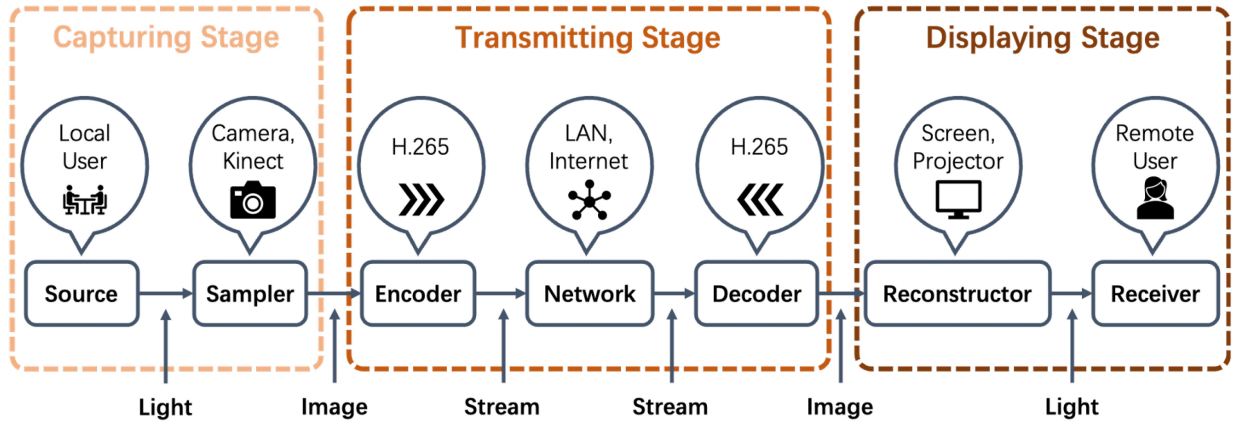 Capturing Stage
Transmitting Stage
Displaying Stage
Local
User
Camera,
Kinect
H.265
LAN,
Internet
H.265
Screen,
Projector
Remote
User
Source
Sampler
Encoder
Network
Decoder
Reconstructor
Receiver
Light
Image
Stream
Stream
Image
Light